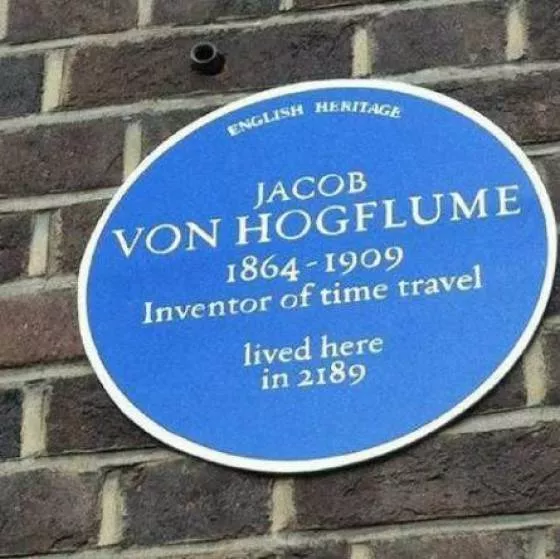 ENGLISH HERITAGE
JACOB
VON HOGFLUME
1864-1909
Inventor of time travel
lived here
in 2189